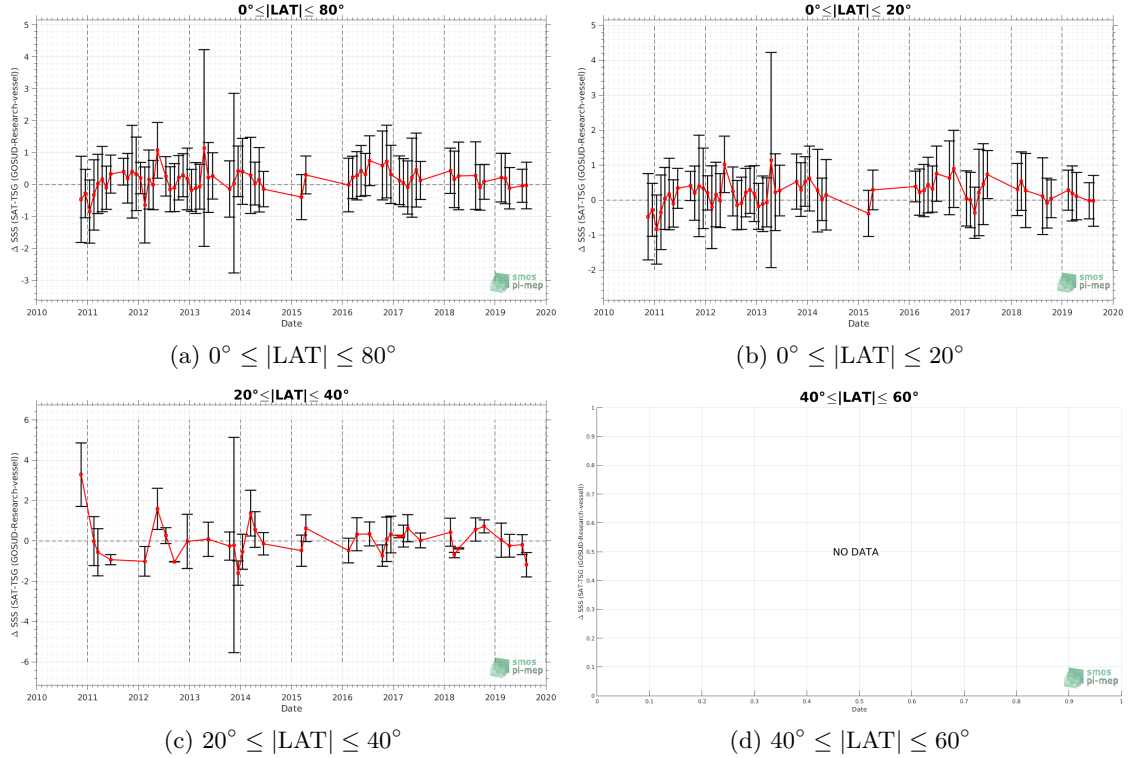 0°≤|LAT|≤ 80°
5
4
3
2
1
0
-1
-2
-3
Δ SSS (SAT-TSG (GOSUD-Research-vessel))
2010 2011 2012 2013 2014 2015 2016 2017 2018 2019 2020
Date
smos
pi-mep
(a) 0° ≤ |LAT| ≤ 80°
0°≤|LAT|≤ 20°
5
4
3
2
1
0
-1
-2
Δ SSS (SAT-TSG (GOSUD-Research-vessel))
2010 2011 2012 2013 2014 2015 2016 2017 2018 2019 2020
Date
smos
pi-mep
(b) 0° ≤ |LAT| ≤ 20°
20°≤|LAT|≤ 40°
6
4
2
0
-2
-4
-6
Δ SSS (SAT-TSG (GOSUD-Research-vessel))
2010 2011 2012 2013 2014 2015 2016 2017 2018 2019 2020
Date
smos
pi-mep
(c) 20° ≤ |LAT| ≤ 40°
40°≤|LAT|≤ 60°
1
0.9
0.8
0.7
0.6
0.5
0.4
0.3
0.2
0.1
0
Δ SSS (SAT-TSG (GOSUD-Research-vessel))
NO DATA
0 0.1 0.2 0.3 0.4 0.5 0.6 0.7 0.8 0.9 1
Date
smos
pi-mep
(d) 40° ≤ |LAT| ≤ 60°